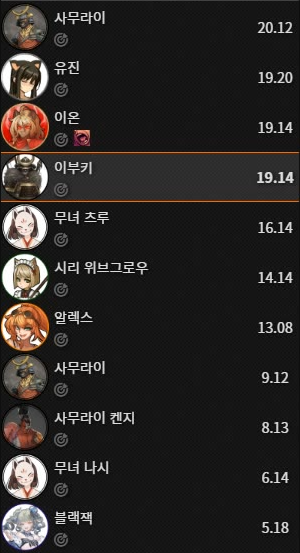 사무라이
20.12
유진
19.20
이온
19.14
이부키
19.14
무녀 츠루
16.14
시리 위브그로우
14.14
알렉스
13.08
사무라이
9.12
사무라이 켄지
8.13
무녀 나시
6.14
블랙잭
5.18